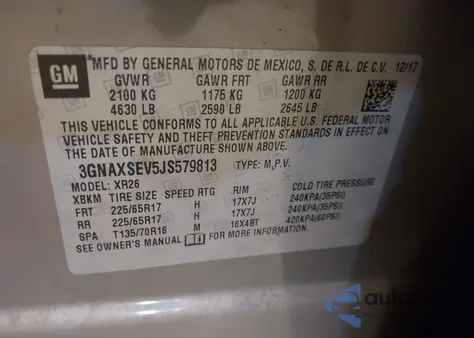 GM
MFD BY GENERAL MOTORS DE MEXICO, S. DE R.L. DE C.V. 12/17
GVWR GAWR FRT GAWR RR
2100 KG 1175 KG 1200 KG
4630 LB 2590 LB 2645 LB
THIS VEHICLE CONFORMS TO ALL APPLICABLE U.S. FEDERAL MOTOR
VEHICLE SAFETY AND THEFT PREVENTION STANDARDS IN EFFECT ON
THE DATE OF MANUFACTURE SHOWN ABOVE.
3GNAXSEV5JS579813 TYPE: M.P.V.
MODEL: XR26
XBKM TIRE SIZE SPEED RTG RIM COLD TIRE PRESSURE
FRT 225/65R17 H 17X7J 240KPA(35PSI)
RR 225/65R17 H 17X7J 240KPA(35PSI)
SPA T135/70R16 M 16X4BT 420KPA(60PSI)
SEE OWNER'S MANUAL FOR MORE INFORMATION.